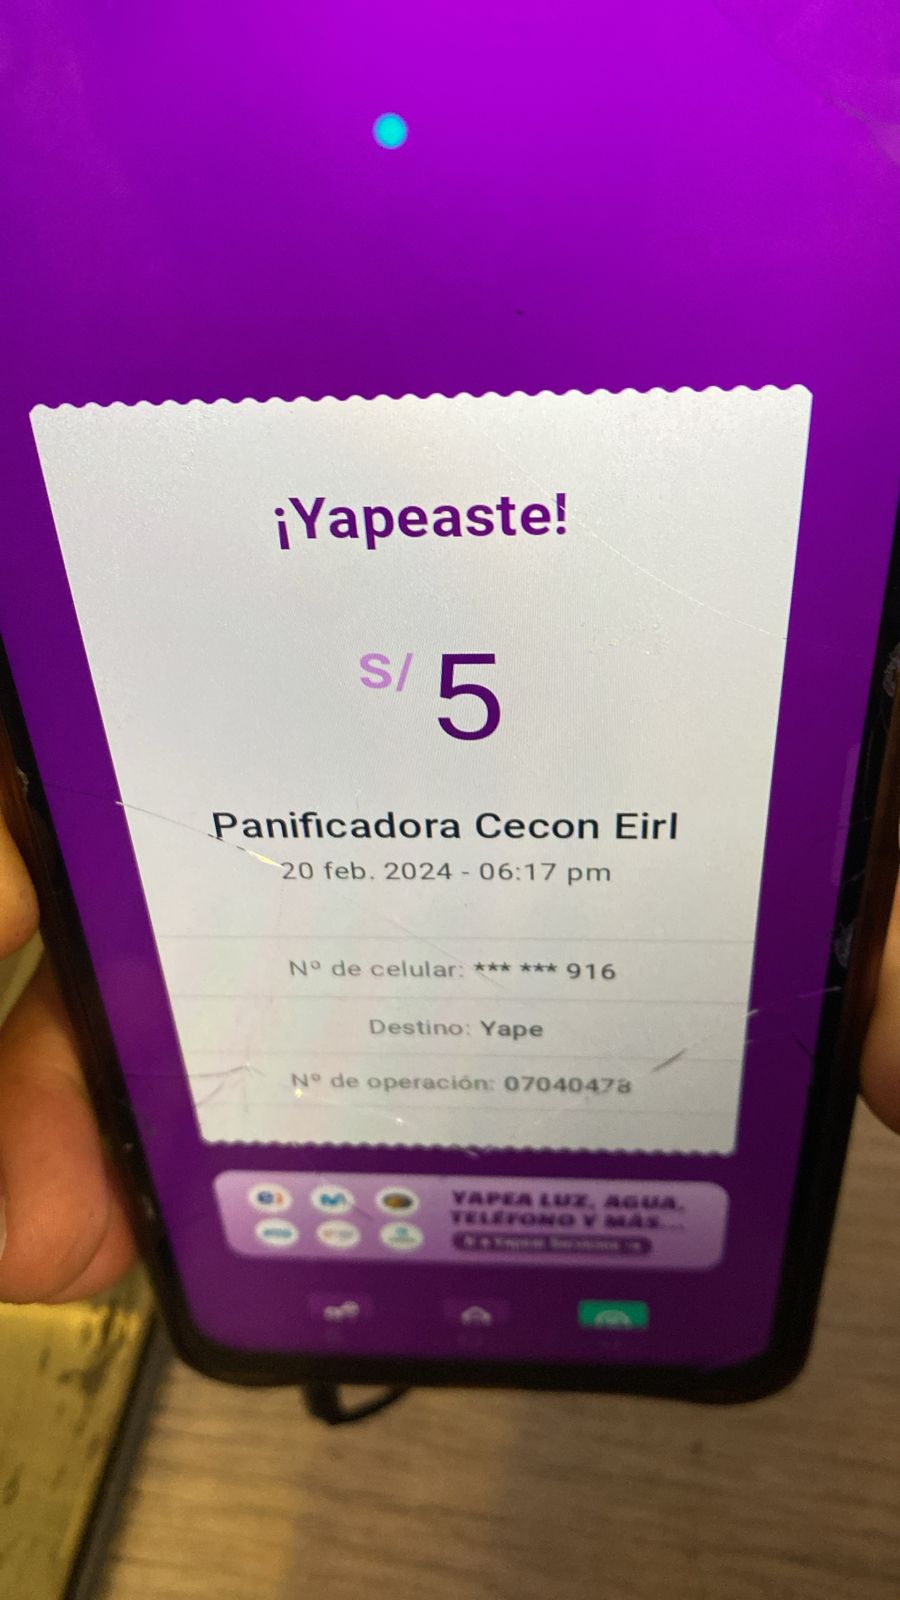 ¡Yapeaste!
S/ 5
Panificadora Cecon Eirl
20 feb. 2024 - 06:17 pm
Nº de celular: *** *** 916
Destino: Yape
Nº de operación: 07040478
YAPEA LUZ, AGUA,
TELÉFONO Y MÁS...